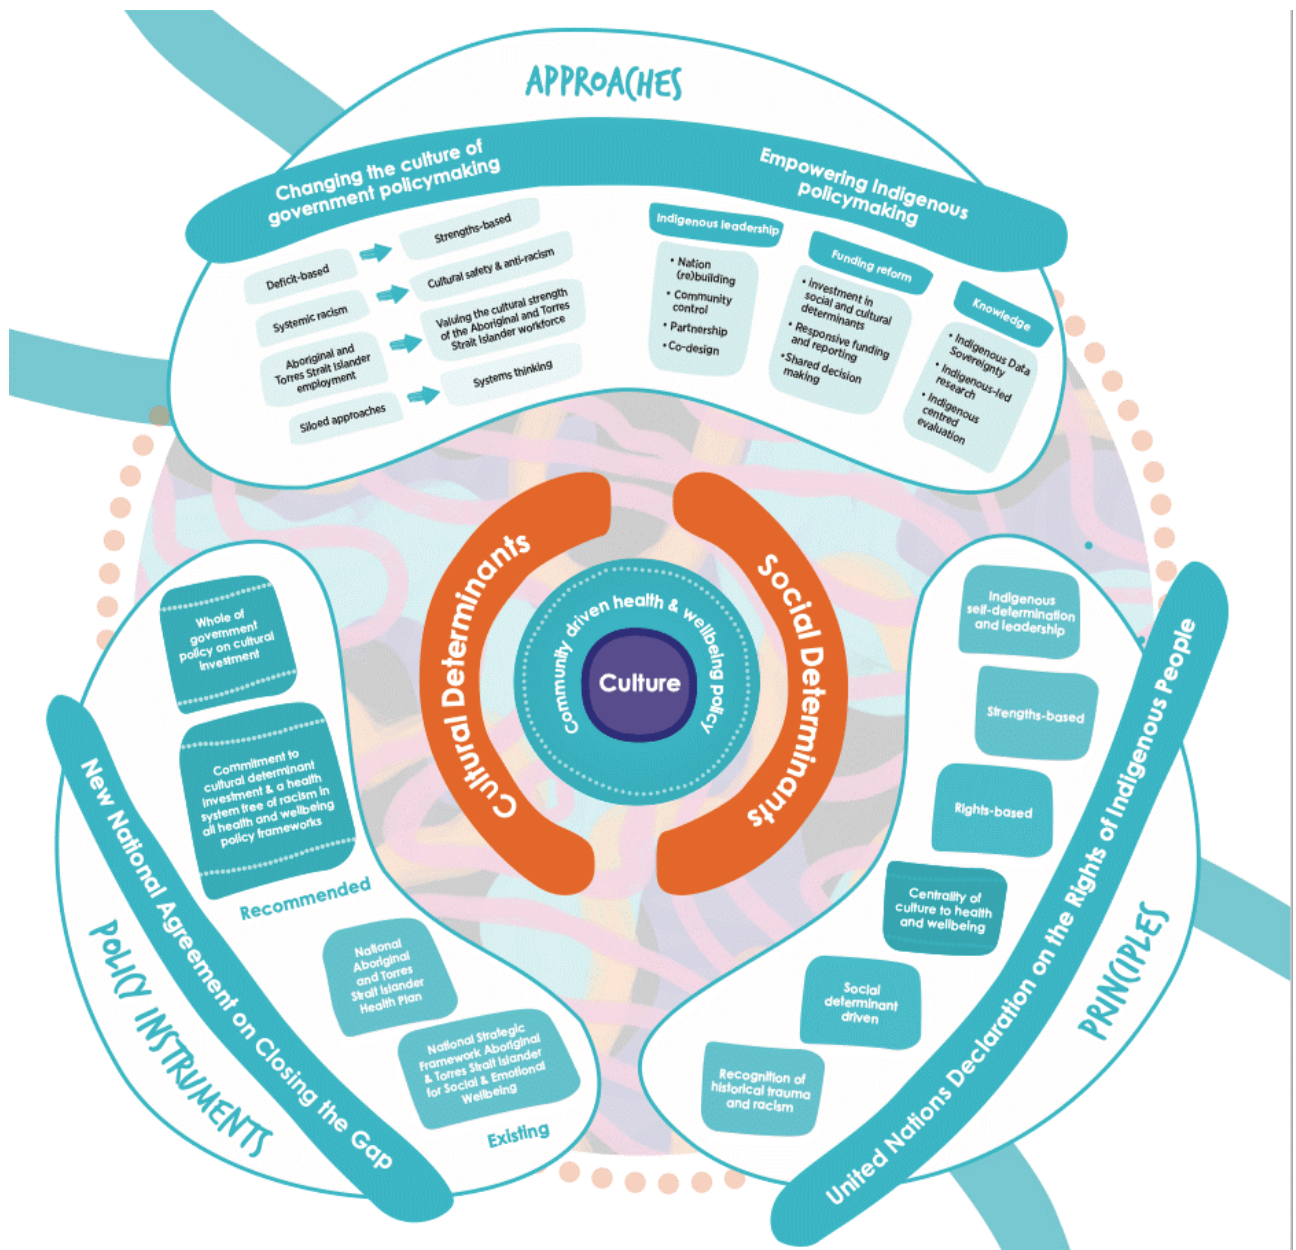 APPROACHES
Changing the culture of
government policymaking
Deficit-based
Strengths-based
Systemic racism
Cultural safety & anti-racism
Aboriginal and
Torres Strait Islander
employment
Valuing the cultural strength
of the Aboriginal and Torres
Strait Islander workforce
Siloed approaches
Systems thinking
Empowering Indigenous
policymaking
Indigenous leadership
• Nation
(re)building
• Community
control
• Partnership
• Co-design
Funding reform
• Investment in
social and cultural
determinants
• Responsive funding
and reporting
• Shared decision
making
Knowledge
• Indigenous Data
Sovereignty
• Indigenous-led
research
• Indigenous
centred
evaluation
Cultural Determinants
Social Determinants
Community driven health & wellbeing policy
Culture
Whole of
government
policy on cultural
investment
Commitment to
cultural determinant
investment & a health
system free of racism in
all health and wellbeing
policy frameworks
Recommended
National
Aboriginal
and Torres
Strait Islander
Health Plan
National Strategic
Framework Aboriginal
& Torres Strait Islander
for Social & Emotional
Wellbeing
Existing
New National Agreement on Closing the Gap
POLICY INSTRUMENTS
Indigenous
self-determination
and leadership
Strengths-based
Rights-based
Centrality of
culture to health
and wellbeing
Social
determinant
driven
Recognition of
historical trauma
and racism
United Nations Declaration on the Rights of Indigenous People
PRINCIPLES